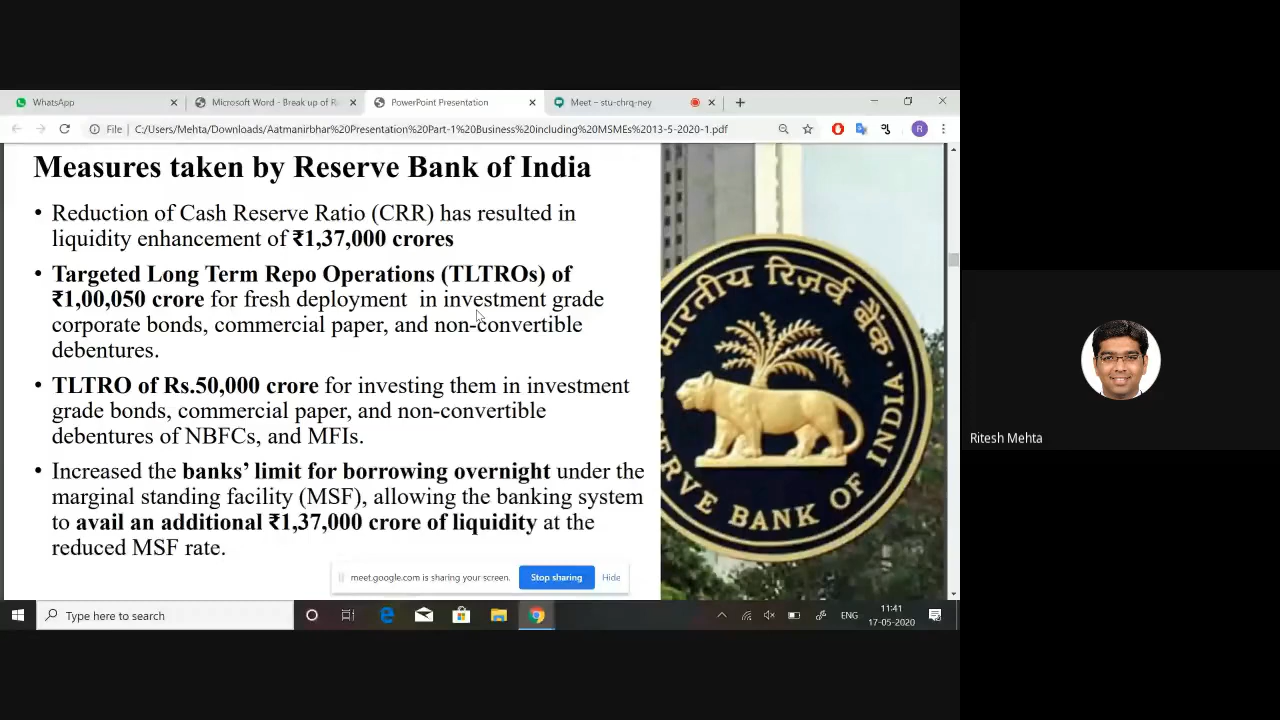 WhatsApp
Microsoft Word - Break up of R
PowerPoint Presentation
Meet – stu-chrq-ney
File
C:/Users/Mehta/Downloads/Aatmanirbhar%20Presentation%20Part-1%20Business%20including%20MSMEs%2013-5-2020-1.pdf
R
Measures taken by Reserve Bank of India
• Reduction of Cash Reserve Ratio (CRR) has resulted in
liquidity enhancement of ₹1,37,000 crores
• Targeted Long Term Repo Operations (TLTROs) of
₹1,00,050 crore for fresh deployment in investment grade
corporate bonds, commercial paper, and non-convertible
debentures.
• TLTRO of Rs.50,000 crore for investing them in investment
grade bonds, commercial paper, and non-convertible
debentures of NBFCs, and MFIs.
• Increased the banks’ limit for borrowing overnight under the
marginal standing facility (MSF), allowing the banking system
to avail an additional ₹1,37,000 crore of liquidity at the
reduced MSF rate.
भारतीय रिज़र्व बैंक
ERVE BANK OF INDIA
Ritesh Mehta
meet.google.com is sharing your screen.
Stop sharing
Hide
Type here to search
ENG
11:41
17-05-2020